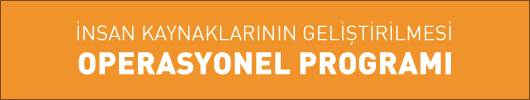 İNSAN KAYNAKLARININ GELİŞTİRİLMESİ
OPERASYONEL PROGRAMI